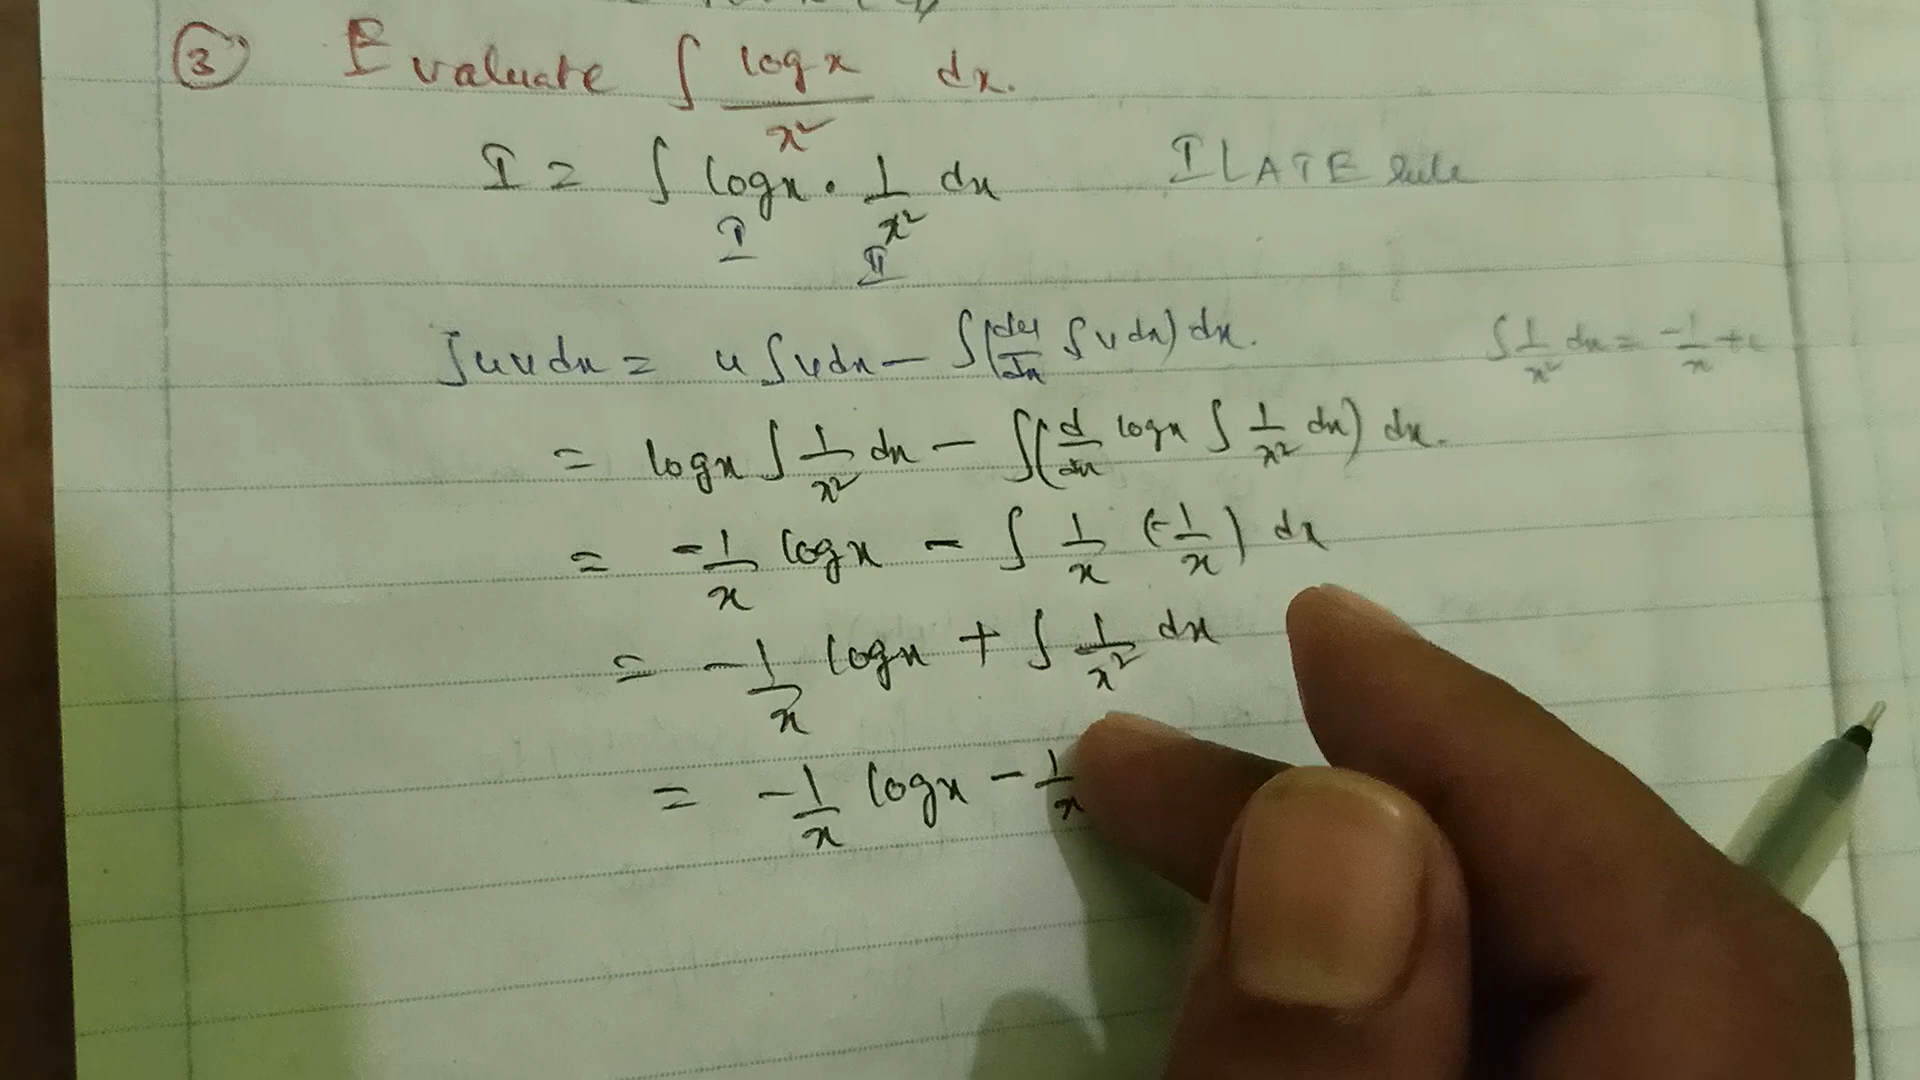 ③ Evaluate ∫ log x / x² dx.
I = ∫ log x · 1/x² dx ILATE rule
I II
∫ u v dx = u ∫ v dx − ∫ (du/dx ∫ v dx) dx. ∫ 1/x² dx = −1/x + c
= log x ∫ 1/x² dx − ∫ (d/dx log x ∫ 1/x² dx) dx.
= −1/x log x − ∫ 1/x (−1/x) dx
= −1/x log x + ∫ 1/x² dx
= −1/x log x − 1/x